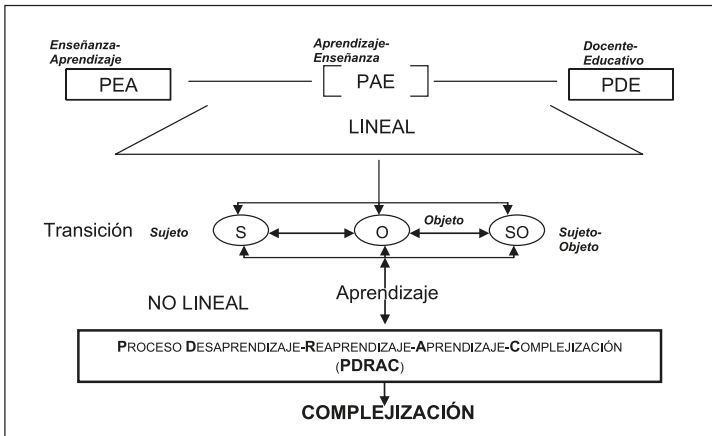 Enseñanza-
Aprendizaje
Aprendizaje-
Enseñanza
Docente-
Educativo
PEA
PAE
PDE
LINEAL
Transición
Sujeto
S
O
Objeto
SO
Sujeto-
Objeto
NO LINEAL
Aprendizaje
PROCESO DESAPRENDIZAJE-REAPRENDIZAJE-APRENDIZAJE-COMPLEJIZACIÓN
(PDRAC)
COMPLEJIZACIÓN